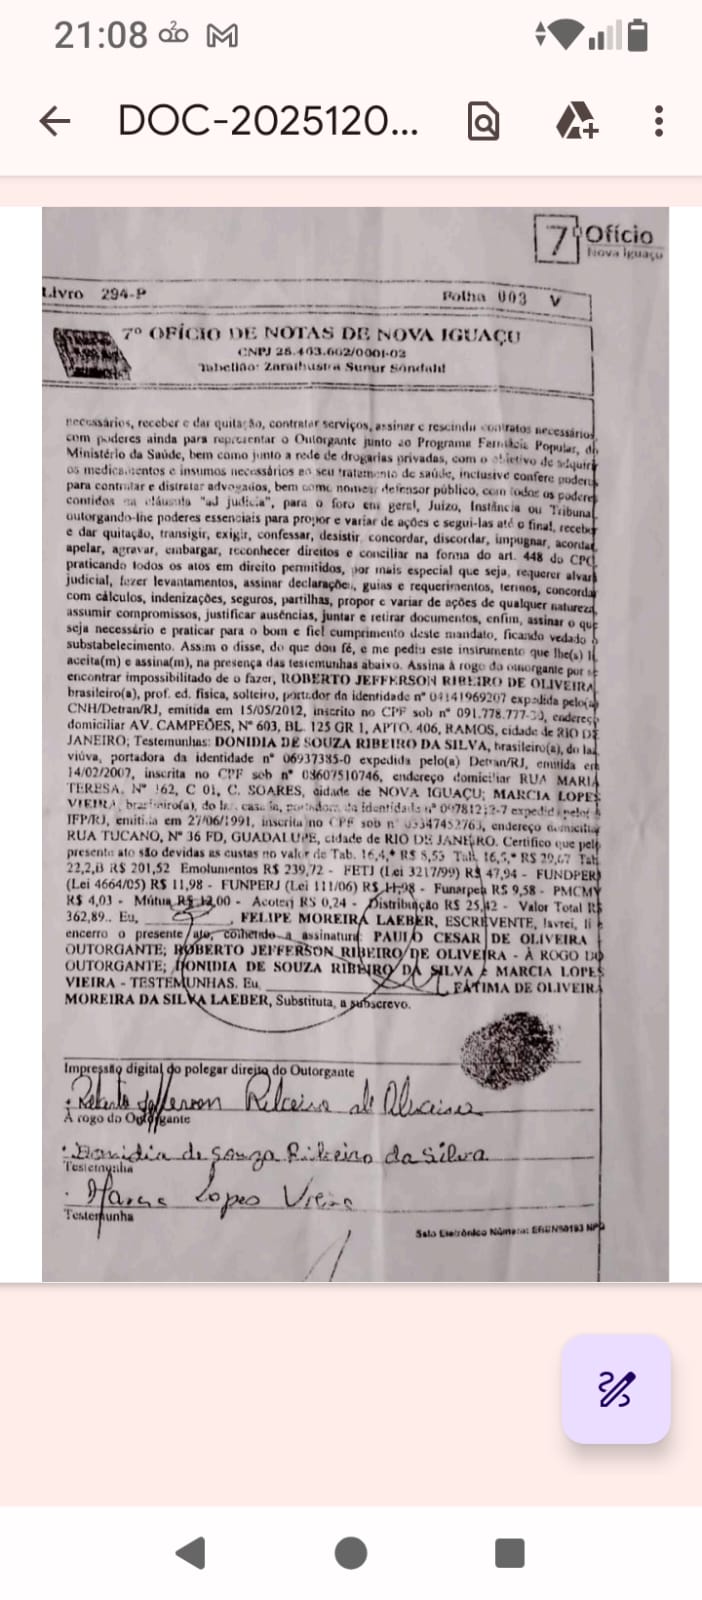 21:08
DOC-2025120...
7º Ofício
Nova Iguaçu
Livro 294-P Folha 003 V
7º OFÍCIO DE NOTAS DE NOVA IGUAÇU
CNPJ 28.463.602/0001-02
Tabelião: Zarathustra Sunur Söndahl
necessários, receber e dar quitação, contratar serviços, assinar e rescindir contratos necessários,
com poderes ainda para representar o Outorgante junto ao Programa Farmácia Popular, do
Ministério da Saúde, bem como junto a rede de drogarias privadas, com o objetivo de adquirir
os medicamentos e insumos necessários ao seu tratamento de saúde, inclusive confere poderes
para contratar e distratar advogados, bem como nomear defensor público, com todos os poderes
contidos na cláusula "ad judicia", para o foro em geral, Juízo, Instância ou Tribunal,
outorgando-lhe poderes essenciais para propor e variar de ações e segui-las até o final, receber
e dar quitação, transigir, exigir, confessar, desistir, concordar, discordar, impugnar, acordar,
apelar, agravar, embargar, reconhecer direitos e conciliar na forma do art. 448 do CPC,
praticando todos os atos em direito permitidos, por mais especial que seja, requerer alvará
judicial, fazer levantamentos, assinar declarações, guias e requerimentos, termos, concordar
com cálculos, indenizações, seguros, partilhas, propor e variar de ações de qualquer natureza,
assumir compromissos, justificar ausências, juntar e retirar documentos, enfim, assinar o que
seja necessário e praticar para o bom e fiel cumprimento deste mandato, ficando vedado o
substabelecimento. Assim o disse, do que dou fé, e me pediu este instrumento que lhe(s) li
aceita(m) e assina(m), na presença das testemunhas abaixo. Assina à rogo da outorgante por se
encontrar impossibilitado de o fazer, ROBERTO JEFFERSON RIBEIRO DE OLIVEIRA,
brasileiro(a), prof. ed. física, solteiro, portador da identidade nº 04141969207 expedida pelo(a)
CNH/Detran/RJ, emitida em 15/05/2012, inscrito no CPF sob nº 091.778.777- endereço
domiciliar AV. CAMPEÕES, Nº 603, BL. 125 GR 1, APTO. 406, RAMOS, cidade de RIO DE
JANEIRO; Testemunhas: DONIDIA DE SOUZA RIBEIRO DA SILVA, brasileiro(a), do lar,
viúva, portadora da identidade nº 06937385-0 expedida pelo(a) Detran/RJ, emitida em
14/02/2007, inscrita no CPF sob nº 03607510746, endereço domiciliar RUA MARIA
TERESA, Nº 162, C 01, C. SOARES, cidade de NOVA IGUAÇU; MARCIA LOPES
VIEIRA, brasileiro(a), do lar, casada, portadora da identidade nº expedida pelo(a)
IFP/RJ, emitida em 27/06/1991, inscrita no CPF sob nº 05347452763, endereço domiciliar
RUA TUCANO, Nº 36 FD, GUADALUPE, cidade de RIO DE JANEIRO. Certifico que pelo
presente ato são devidas as custas no valor de Tab. 16,4,* R$ 8,53 Tab. 16,5,* R$ 29,67 Tab.
22,2,B R$ 201,52 Emolumentos R$ 239,72 - FETJ (Lei 3217/99) R$ 47,94 - FUNDPERJ
(Lei 4664/05) R$ 11,98 - FUNPERJ (Lei 111/06) R$ 11,98 - Funarpen R$ 9,58 - PMCMV
R$ 4,03 - Mútua R$ 12,00 - Acoterj R$ 0,24 - Distribuição R$ 25,42 - Valor Total R$
362,89.. Eu, FELIPE MOREIRA LAEBER, ESCREVENTE, lavrei, li e
encerro o presente ato, colhendo a assinatura: PAULO CESAR DE OLIVEIRA -
OUTORGANTE; ROBERTO JEFFERSON RIBEIRO DE OLIVEIRA - À ROGO DO
OUTORGANTE; DONIDIA DE SOUZA RIBEIRO DA SILVA e MARCIA LOPES
VIEIRA - TESTEMUNHAS. Eu, FÁTIMA DE OLIVEIRA
MOREIRA DA SILVA LAEBER, Substituta, a subscrevo.
Impressão digital do polegar direito do Outorgante
Roberto Jefferson Ribeiro de Oliveira
À rogo do Outorgante
Donidia de Souza Ribeiro da Silva
Testemunha
Marcia Lopes Vieira
Testemunha
Selo Eletrônico Número: